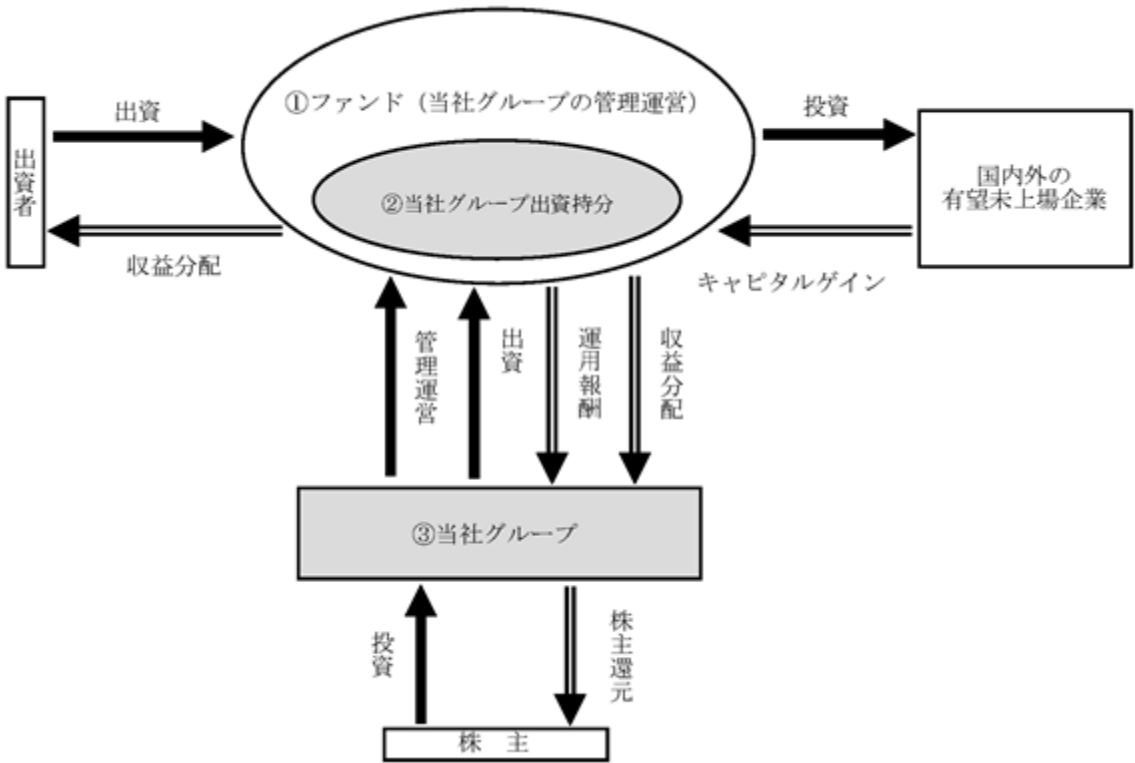 ①ファンド（当社グループの管理運営）
出資
投資
出資者
国内外の
有望未上場企業
②当社グループ出資持分
収益分配
キャピタルゲイン
管理運営
出資
運用報酬
収益分配
③当社グループ
投資
株主還元
株　主